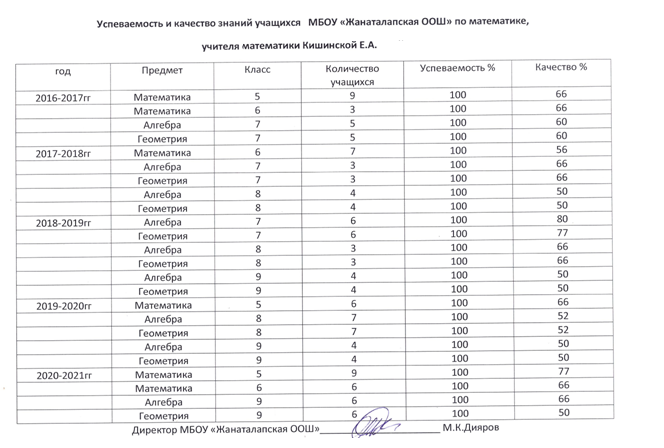 Успеваемость и качество знаний учащихся МБОУ «Жанаталапская ООШ» по математике,
учителя математики Кишинской Е.А.
год Предмет Класс Количество учащихся Успеваемость % Качество %
2016-2017гг Математика 5 9 100 66
Математика 6 3 100 66
Алгебра 7 5 100 60
Геометрия 7 5 100 60
2017-2018гг Математика 6 7 100 56
Алгебра 7 3 100 66
Геометрия 7 3 100 66
Алгебра 8 4 100 50
Геометрия 8 4 100 50
2018-2019гг Алгебра 7 6 100 80
Геометрия 7 6 100 77
Алгебра 8 3 100 66
Геометрия 8 3 100 66
Алгебра 9 4 100 50
Геометрия 9 4 100 50
2019-2020гг Математика 5 6 100 66
Алгебра 8 7 100 52
Геометрия 8 7 100 52
Алгебра 9 4 100 50
Геометрия 9 4 100 50
2020-2021гг Математика 5 9 100 77
Математика 6 6 100 66
Алгебра 9 6 100 66
Геометрия 9 6 100 50
Директор МБОУ «Жаналапская ООШ» М.К.Дияров